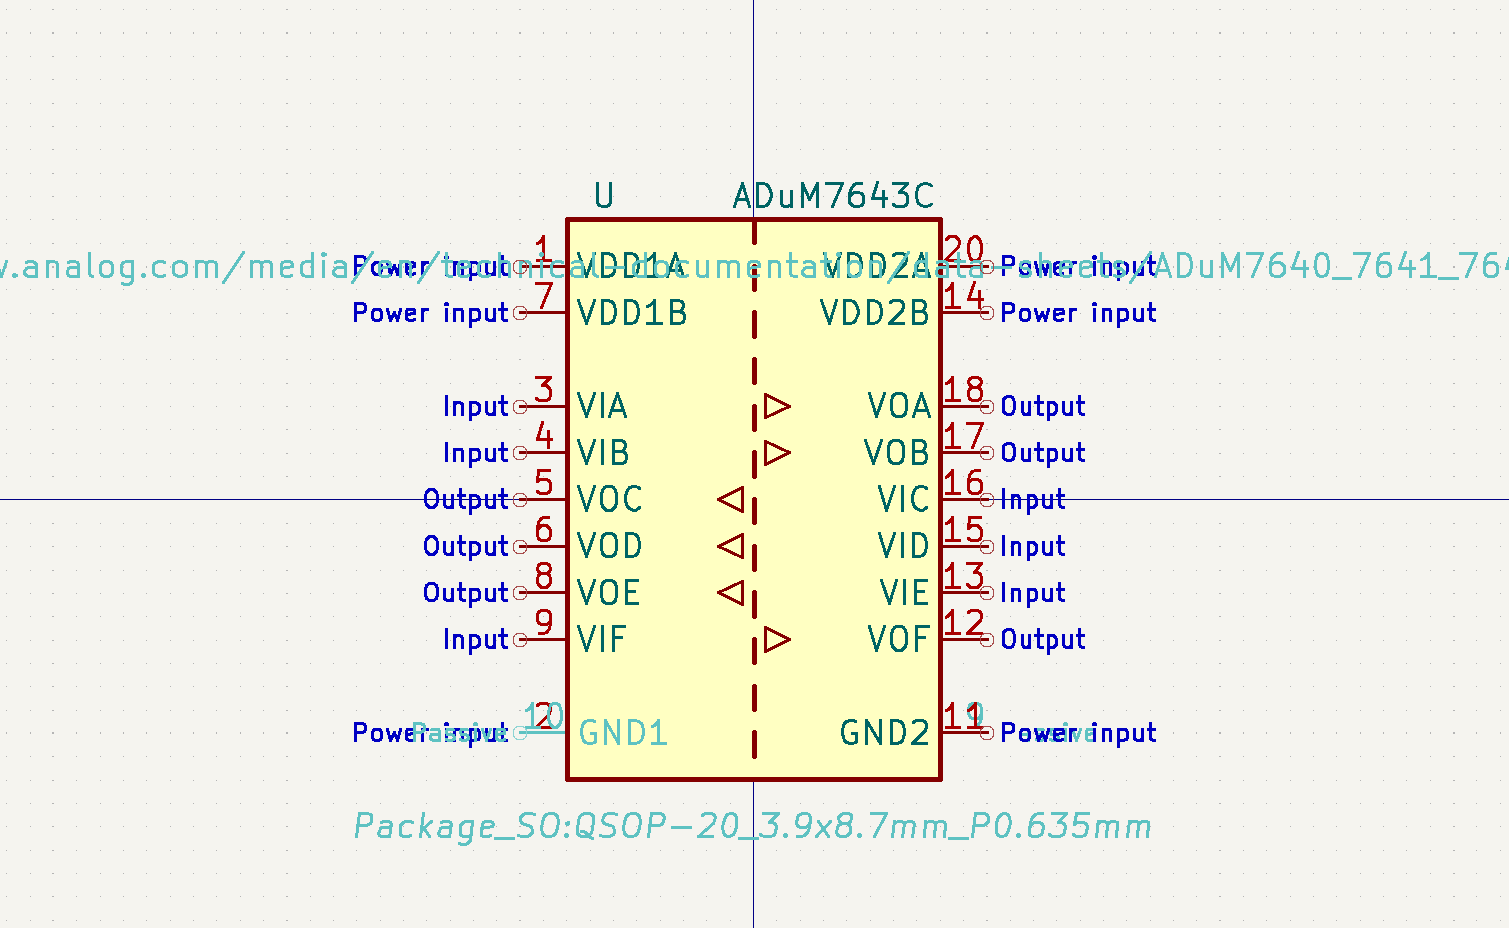 U ADuM7643C
1 20
w.analog.com/media/en/technical-documentation/data-sheets/ADuM7640_7641_764
Power input VDD1A VDD2A Power input
7 14
Power input VDD1B VDD2B Power input
3 18
Input VIA VOA Output
4 17
Input VIB VOB Output
5 16
Output VOC VIC Input
6 15
Output VOD VID Input
8 13
Output VOE VIE Input
9 12
Input VIF VOF Output
2 10 11
Power input Passive GND1 GND2 Power input
Package_SO:QSOP-20_3.9x8.7mm_P0.635mm